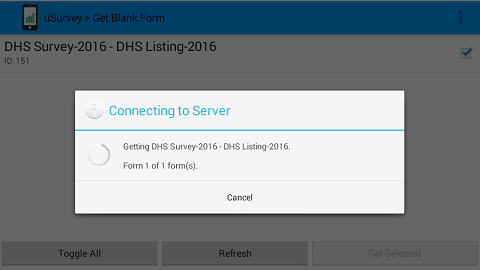 uSurvey > Get Blank Form
DHS Survey-2016 - DHS Listing-2016
ID: 151
Connecting to Server
Getting DHS Survey-2016 - DHS Listing-2016.
Form 1 of 1 form(s).
Cancel
Toggle All
Refresh
Get Selected